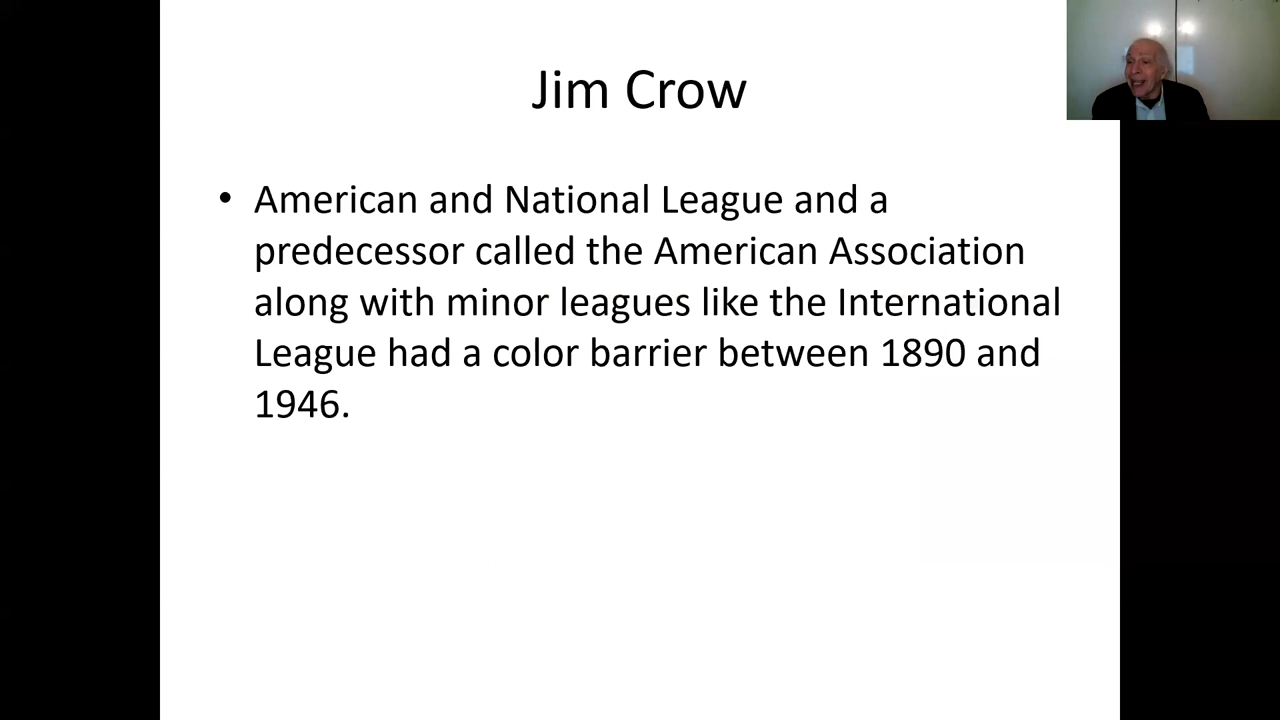 Jim Crow
• American and National League and a
predecessor called the American Association
along with minor leagues like the International
League had a color barrier between 1890 and
1946.